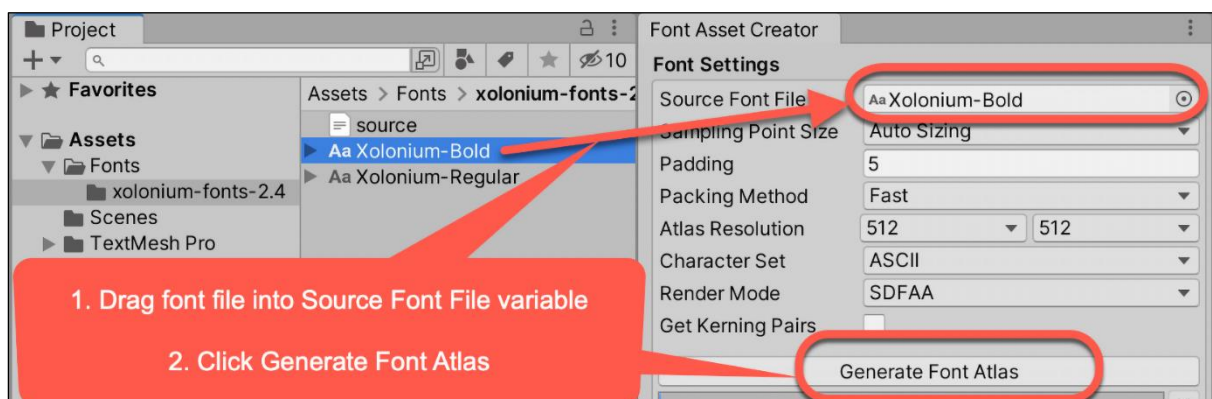 Project
10
Favorites
Assets
Fonts
xolonium-fonts-2.4
Scenes
TextMesh Pro
Assets > Fonts > xolonium-fonts-2
source
Aa Xolonium-Bold
Aa Xolonium-Regular
Font Asset Creator
Font Settings
Source Font File Aa Xolonium-Bold
Sampling Point Size Auto Sizing
Padding 5
Packing Method Fast
Atlas Resolution 512 512
Character Set ASCII
Render Mode SDFAA
Get Kerning Pairs
Generate Font Atlas
1. Drag font file into Source Font File variable
2. Click Generate Font Atlas